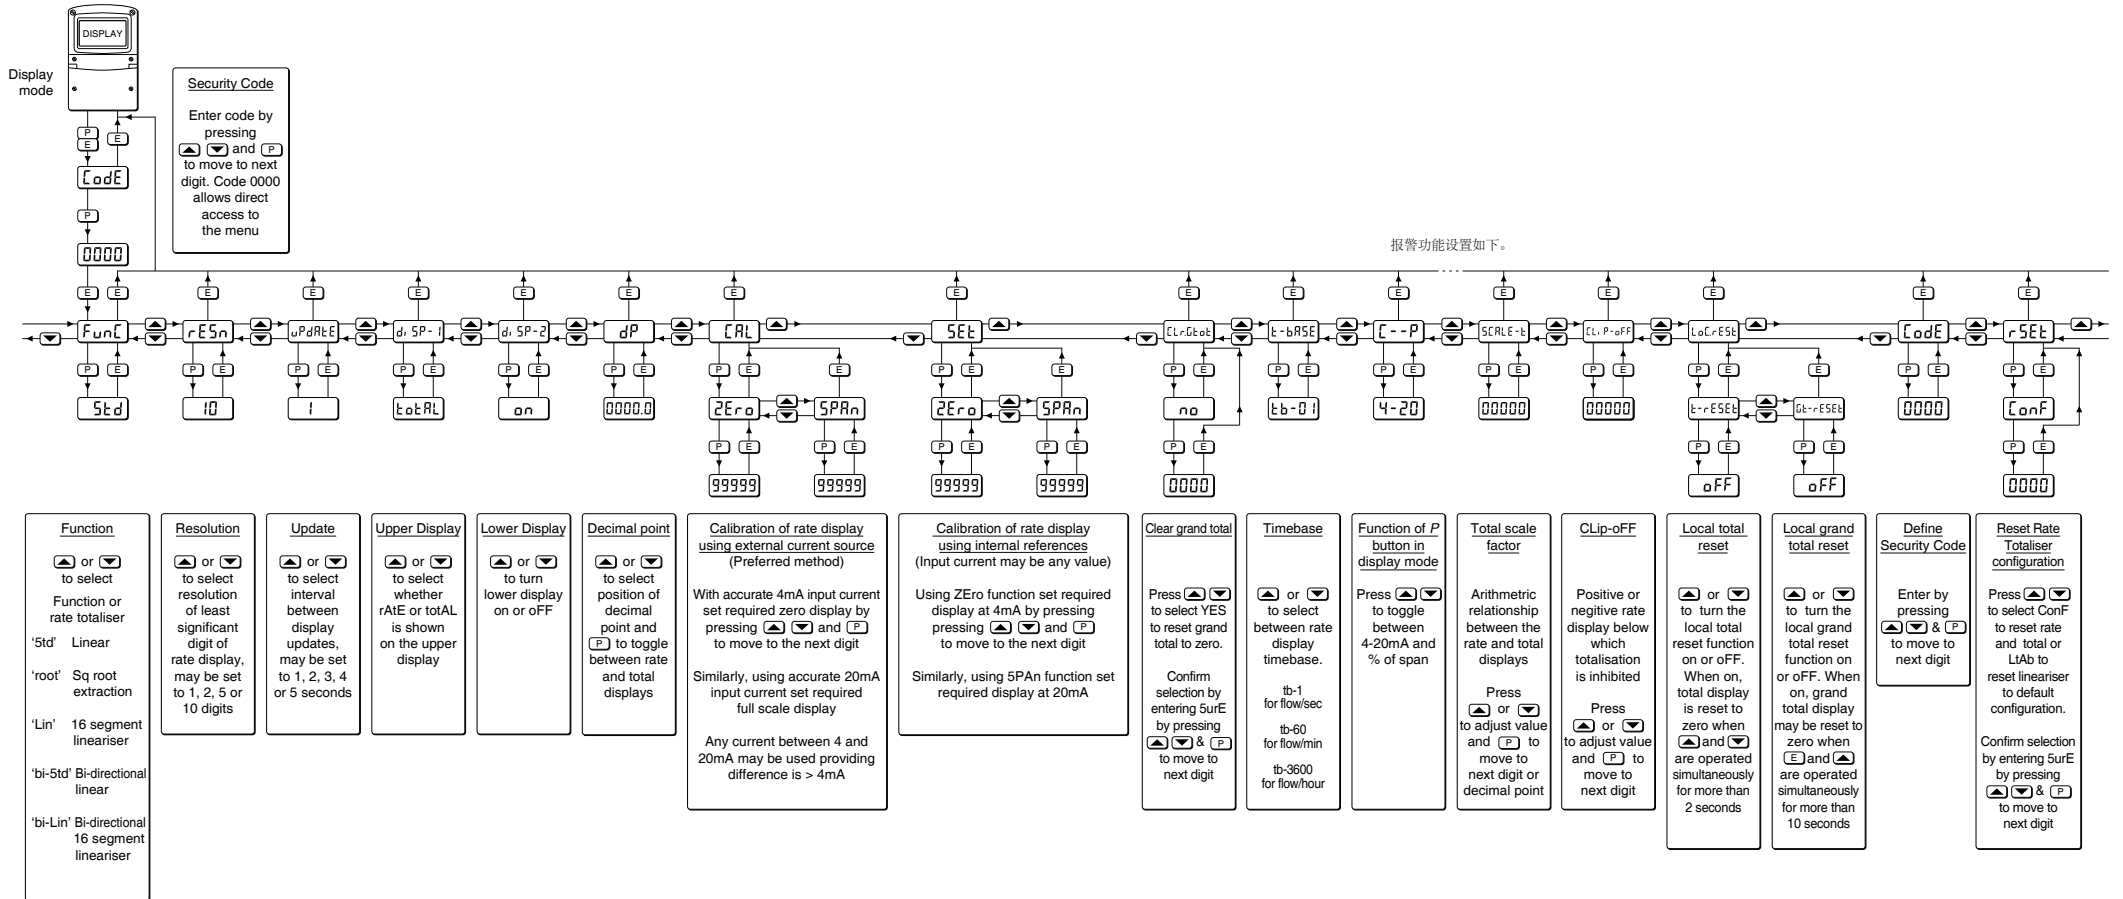 DISPLAY
Display
mode
P
E
E
CodE
P
0000
Security Code
Enter code by
pressing
and P
to move to next
digit. Code 0000
allows direct
access to
the menu
报警功能设置如下。
E E E E E E E E E E E E E E E E E
FunC rESn uPdAtE di SP-1 di SP-2 dP CAL SEt CLr.Gtot t-bASE C--P SCALE-t CLi P-oFF LoC.rESt CodE rSEt
P E P E P E P E P E P E P E E P E E P E P E P E P E P E P E E P E P E
Std 10 1 totAL on 0000.0 ZEro SPAn ZEro SPAn no tb-01 4-20 00000 00000 t-rESEt Gt-rESEt 0000 ConF
P E P E P E P E P E P E P E P E
99999 99999 99999 99999 0000 oFF oFF 0000
Function
or
to select
Function or
rate totaliser
'5td' Linear
'root' Sq root
extraction
'Lin' 16 segment
lineariser
'bi-5td' Bi-directional
linear
'bi-Lin' Bi-directional
16 segment
lineariser
Resolution
or
to select
resolution
of least
significant
digit of
rate display,
may be set
to 1, 2, 5 or
10 digits
Update
or
to select
interval
between
display
updates,
may be set
to 1, 2, 3, 4
or 5 seconds
Upper Display
or
to select
whether
rAtE or totAL
is shown
on the upper
display
Lower Display
or
to turn
lower display
on or oFF
Decimal point
or
to select
position of
decimal
point and
P to toggle
between rate
and total
displays
Calibration of rate display
using external current source
(Preferred method)
With accurate 4mA input current
set required zero display by
pressing and P
to move to the next digit
Similarly, using accurate 20mA
input current set required
full scale display
Any current between 4 and
20mA may be used providing
difference is > 4mA
Calibration of rate display
using internal references
(Input current may be any value)
Using ZEro function set required
display at 4mA by pressing
pressing and P
to move to the next digit
Similarly, using 5PAn function set
required display at 20mA
Clear grand total
Press
to select YES
to reset grand
total to zero.
Confirm
selection by
entering 5urE
by pressing
& P
to move to
next digit
Timebase
or
to select
between rate
display
timebase.
tb-1
for flow/sec
tb-60
for flow/min
tb-3600
for flow/hour
Function of P
button in
display mode
Press
to toggle
between
4-20mA and
% of span
Total scale
factor
Arithmetric
relationship
between the
rate and total
displays
Press
or
to adjust value
and P to
move to
next digit or
decimal point
CLip-oFF
Positive or
negitive rate
display below
which
totalisation
is inhibited
Press
or
to adjust value
and P to
move to
next digit
Local total
reset
or
to turn the
local total
reset function
on or oFF.
When on,
total display
is reset to
zero when
and
are operated
simultaneously
for more than
2 seconds
Local grand
total reset
or
to turn the
local grand
total reset
function on
or oFF. When
on, grand
total display
may be reset to
zero when
E and
are operated
simultaneously
for more than
10 seconds
Define
Security Code
Enter by
pressing
& P
to move to
next digit
Reset Rate
Totaliser
configuration
Press
to select ConF
to reset rate
and total or
LtAb to
reset lineariser
to default
configuration.
Confirm selection
by entering 5urE
by pressing
& P
to move to
next digit